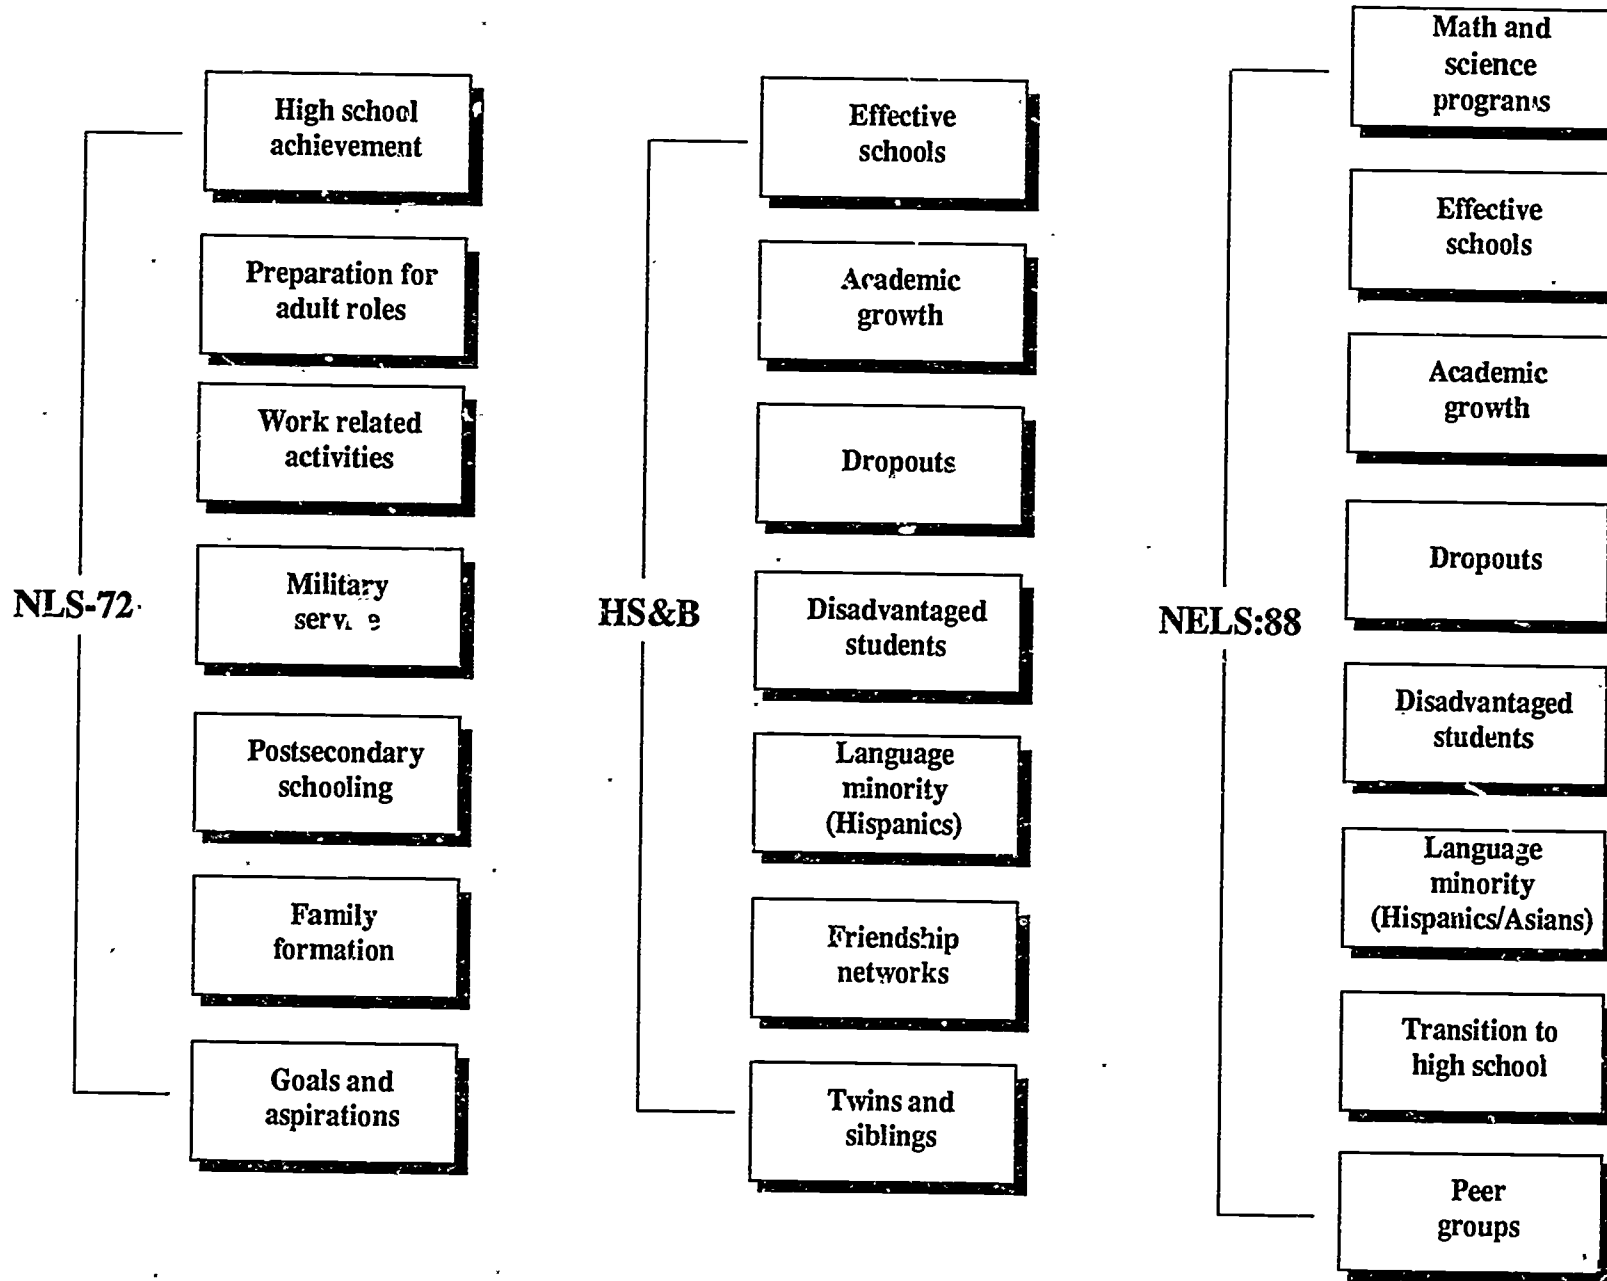 NLS-72
High school
achievement
Preparation for
adult roles
Work related
activities
Military
Postsecondary
schooling
Family
formation
Goals and
aspirations
HS&B
Effective
schools
Academic
growth
Dropouts
Disadvantaged
students
Language
minority
(Hispanics)
Friendship
networks
Twins and
siblings
NELS:88
Math and
science
programs
Effective
schools
Academic
growth
Dropouts
Disadvantaged
students
Language
minority
(Hispanics/Asians)
Transition to
high school
Peer
groups